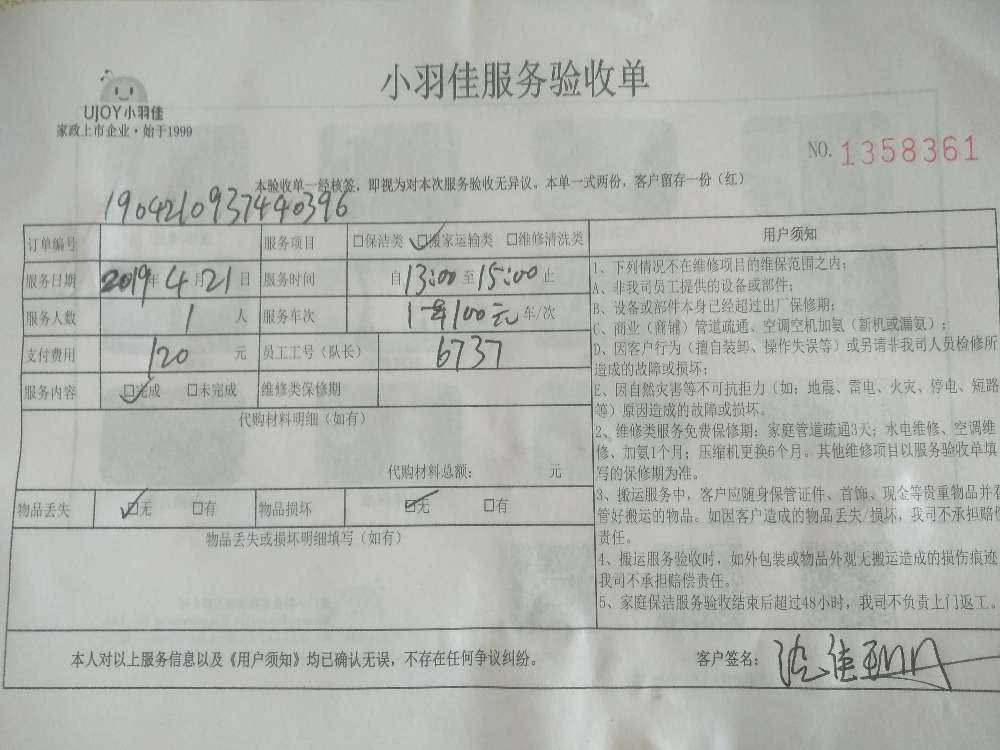 小羽佳服务验收单
UJOY小羽佳
家政上市企业·始于1999
NO. 1358361
本验收单一经核签，即视为对本次服务验收无异议。本单一式两份，客户留存一份（红）
1904210937440396
订单编号 服务项目 □保洁类 ☑搬家运输类 □维修清洗类
服务日期 2019年4月21日 服务时间 自13:00至15:00止
服务人数 1 人 服务车次 100元 车/次
支付费用 120 元 员工工号（队长） 6737
服务内容 ☑完成 □未完成 维修类保修期
代购材料明细（如有）
代购材料总额： 元
物品丢失 ☑无 □有 物品损坏 ☑无 □有
物品丢失或损坏明细填写（如有）
用户须知
1、下列情况不在维修项目的维保范围之内：
A、非我司员工提供的设备或部件；
B、设备或部件本身已经超过出厂保修期；
C、商业（商铺）管道疏通、空调空机加氨（新机或漏氨）；
D、因客户行为（擅自装卸、操作失误等）或另请非我司人员检修所
造成的故障或损坏；
E、因自然灾害等不可抗拒力（如：地震、雷电、火灾、停电、短路
等）原因造成的故障或损坏。
2、维修类服务免费保修期：家庭管道疏通3天；水电维修、空调维
修、加氨1个月；压缩机更换6个月。其他维修项目以服务验收单填
写的保修期为准。
3、搬运服务中，客户应随身保管证件、首饰、现金等贵重物品并看
管好搬运的物品。如因客户造成的物品丢失/损坏，我司不承担赔偿
责任。
4、搬运服务验收时，如外包装或物品外观无搬运造成的损伤痕迹
我司不承担赔偿责任。
5、家庭保洁服务验收结束后超过48小时，我司不负责上门返工。
本人对以上服务信息以及《用户须知》均已确认无误，不存在任何争议纠纷。
客户签名：